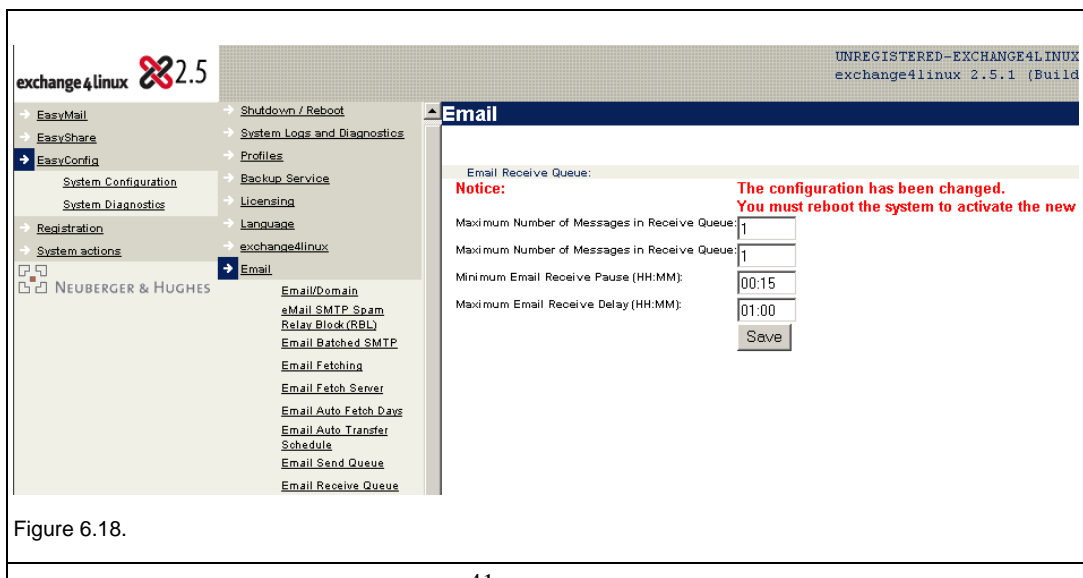 exchange4linux 2.5
UNREGISTERED-EXCHANGE4LINUX
exchange4linux 2.5.1 (Build
EasyMail
EasyShare
EasyConfig
System Configuration
System Diagnostics
Registration
System actions
NEUBERGER & HUGHES
Shutdown / Reboot
System Logs and Diagnostics
Profiles
Backup Service
Licensing
Language
exchange4linux
Email
Email/Domain
eMail SMTP Spam
Relay Block (RBL)
Email Batched SMTP
Email Fetching
Email Fetch Server
Email Auto Fetch Days
Email Auto Transfer
Schedule
Email Send Queue
Email Receive Queue
Email
Email Receive Queue:
Notice: The configuration has been changed.
You must reboot the system to activate the new
Maximum Number of Messages in Receive Queue: 1
Maximum Number of Messages in Receive Queue: 1
Minimum Email Receive Pause (HH:MM): 00:15
Maximum Email Receive Delay (HH:MM): 01:00
Save
Figure 6.18.